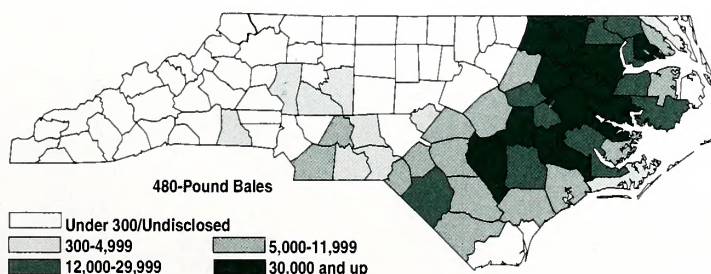 480-Pound Bales
Under 300/Undisclosed
300-4,999
5,000-11,999
12,000-29,999
30.000 and up